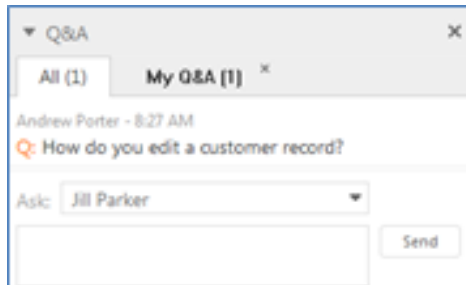 Q&A
All (1) My Q&A (1)
Andrew Porter - 8:27 AM
Q: How do you edit a customer record?
Ask: Jill Parker
Send